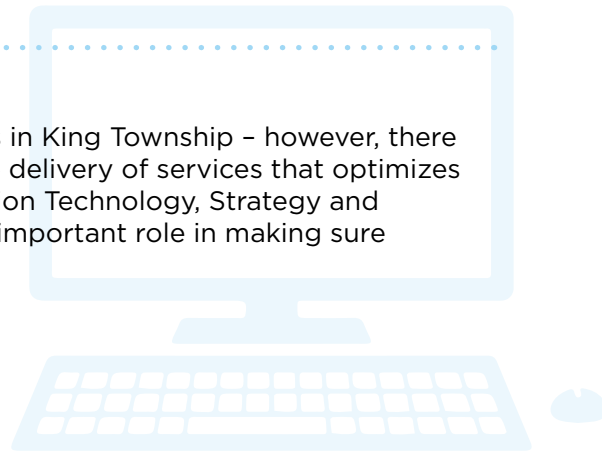 in King Township – however, there
delivery of services that optimizes
on Technology, Strategy and
important role in making sure